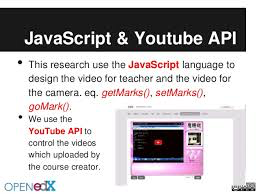 JavaScript & Youtube API
• This research use the JavaScript language to
design the video for teacher and the video for
the camera. eq. getMarks(), setMarks(),
goMark().
• We use the
YouTube API to
control the videos
which uploaded by
the course creator.
OPENedX